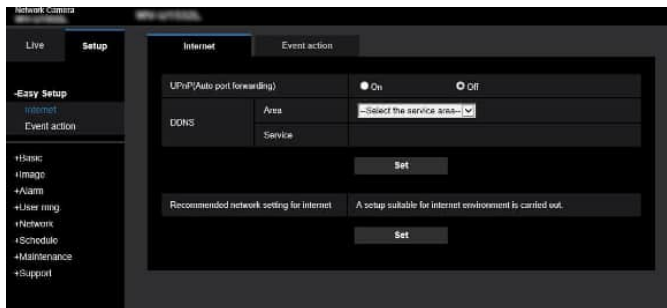 Network Camera
Live
Setup
Internet
Event action
-Easy Setup
Internet
Event action
+Basic
+Image
+Alarm
+User mng.
+Network
+Schedule
+Maintenance
+Support
UPnP(Auto port forwarding)
On
Off
DDNS
Area
--Select the service area--
Service
Set
Recommended network setting for internet
A setup suitable for internet environment is carried out.
Set